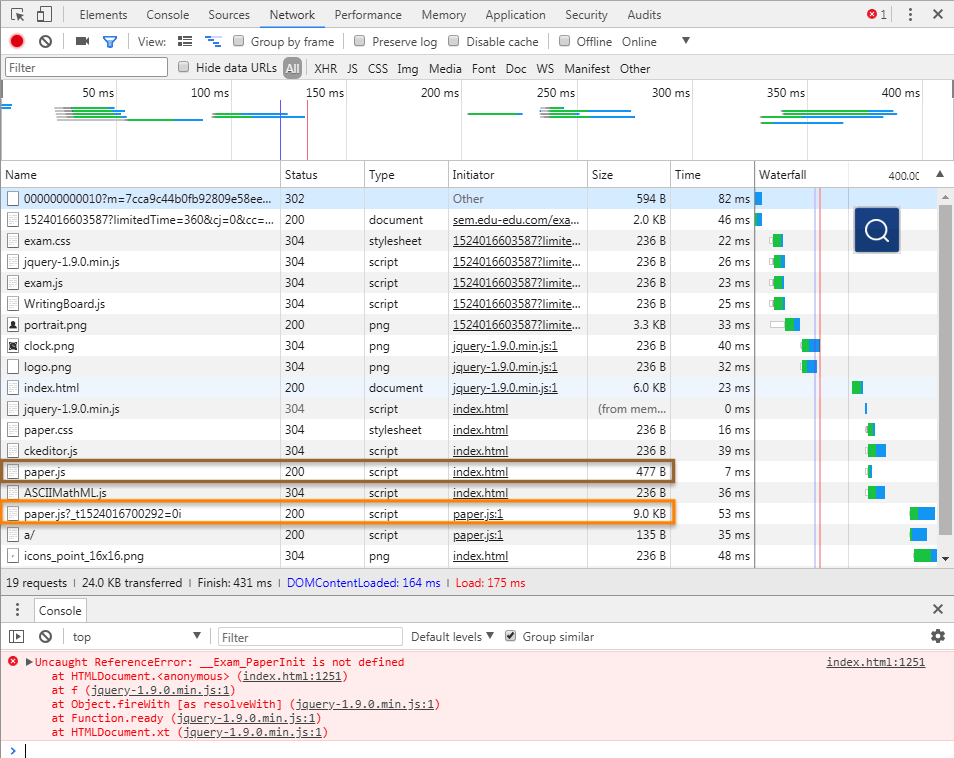 Elements Console Sources Network Performance Memory Application Security Audits 1
View: Group by frame Preserve log Disable cache Offline Online
Filter Hide data URLs All XHR JS CSS Img Media Font Doc WS Manifest Other
50 ms 100 ms 150 ms 200 ms 250 ms 300 ms 350 ms 400 ms
Name Status Type Initiator Size Time Waterfall 400.0
000000000010?m=7cca9c44b0fb92809e58ee... 302 Other 594 B 82 ms
1524016603587?limitedTime=360&cj=0&cc=... 200 document sem.edu-edu.com/exa... 2.0 KB 46 ms
exam.css 304 stylesheet 1524016603587?limite... 236 B 22 ms
jquery-1.9.0.min.js 304 script 1524016603587?limite... 236 B 26 ms
exam.js 304 script 1524016603587?limite... 236 B 23 ms
WritingBoard.js 304 script 1524016603587?limite... 236 B 25 ms
portrait.png 200 png 1524016603587?limite... 3.3 KB 33 ms
clock.png 304 png jquery-1.9.0.min.js:1 236 B 40 ms
logo.png 304 png jquery-1.9.0.min.js:1 236 B 32 ms
index.html 200 document jquery-1.9.0.min.js:1 6.0 KB 23 ms
jquery-1.9.0.min.js 304 script index.html (from mem... 0 ms
paper.css 304 stylesheet index.html 236 B 16 ms
ckeditor.js 304 script index.html 236 B 39 ms
paper.js 200 script index.html 477 B 7 ms
ASCIIMathML.js 304 script index.html 236 B 36 ms
paper.js?_t1524016700292=0i 200 script paper.js:1 9.0 KB 53 ms
a/ 200 script paper.js:1 135 B 35 ms
icons_point_16x16.png 304 png index.html 236 B 48 ms
19 requests | 24.0 KB transferred | Finish: 431 ms | DOMContentLoaded: 164 ms | Load: 175 ms
Console
top Filter Default levels Group similar
Uncaught ReferenceError: __Exam_PaperInit is not defined index.html:1251
at HTMLDocument.<anonymous> (index.html:1251)
at f (jquery-1.9.0.min.js:1)
at Object.fireWith [as resolveWith] (jquery-1.9.0.min.js:1)
at Function.ready (jquery-1.9.0.min.js:1)
at HTMLDocument.xt (jquery-1.9.0.min.js:1)